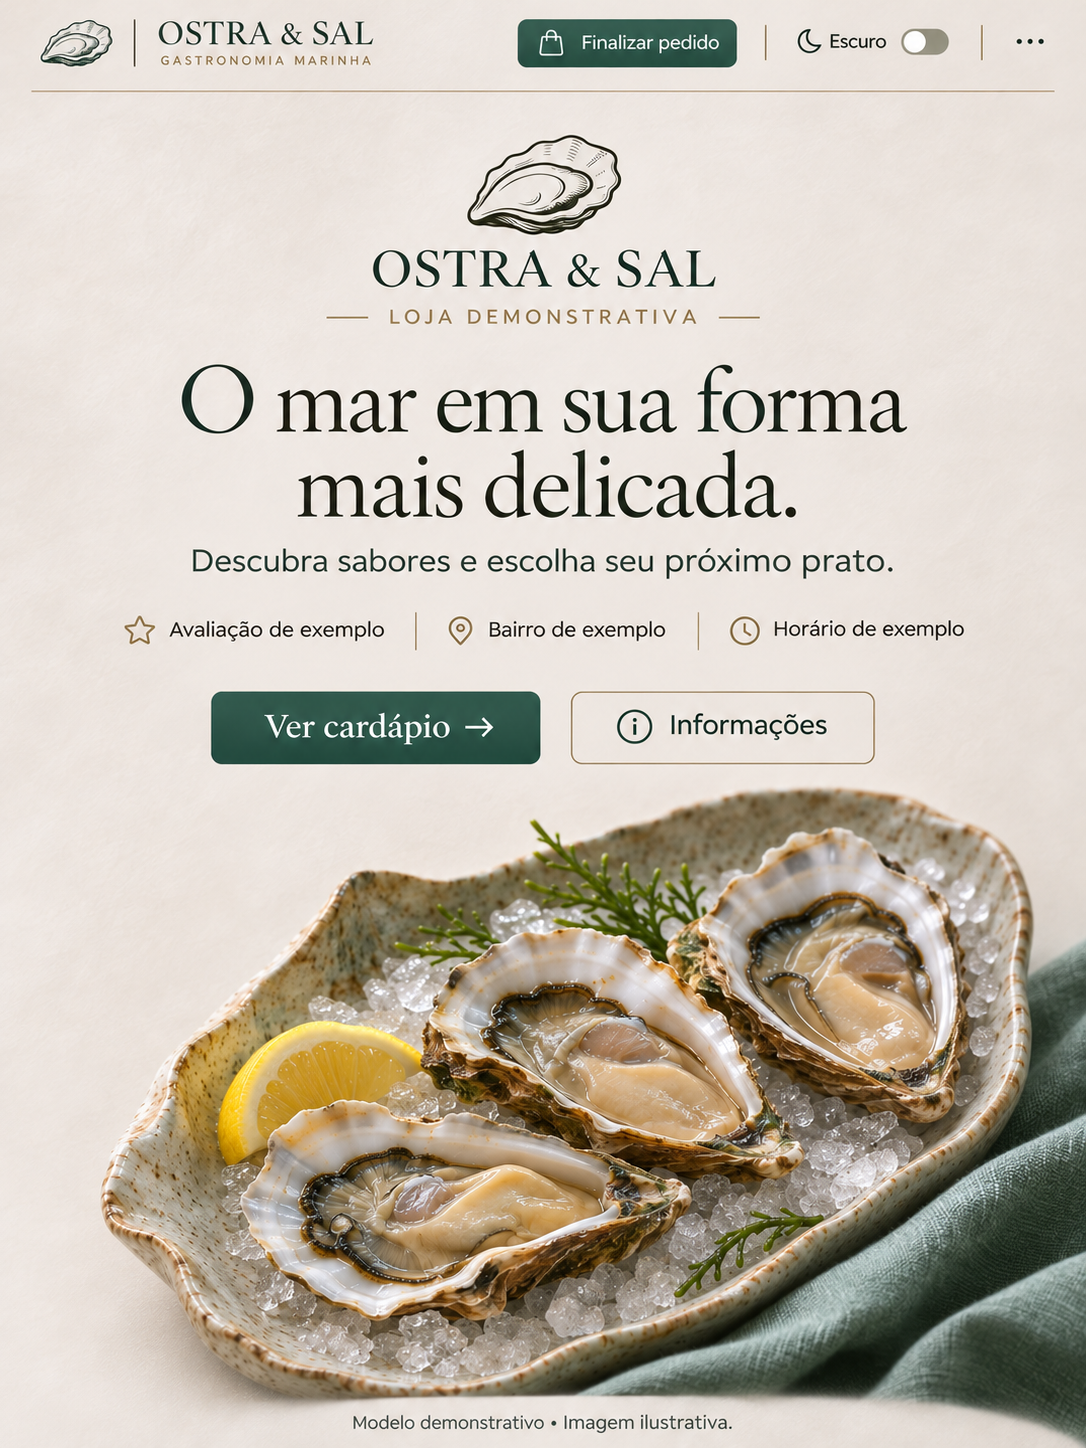 OSTRA & SAL
GASTRONOMIA MARINHA
Finalizar pedido
Escuro
OSTRA & SAL
LOJA DEMONSTRATIVA
O mar em sua forma
mais delicada.
Descubra sabores e escolha seu próximo prato.
Avaliação de exemplo
Bairro de exemplo
Horário de exemplo
Ver cardápio →
Informações
Modelo demonstrativo • Imagem ilustrativa.